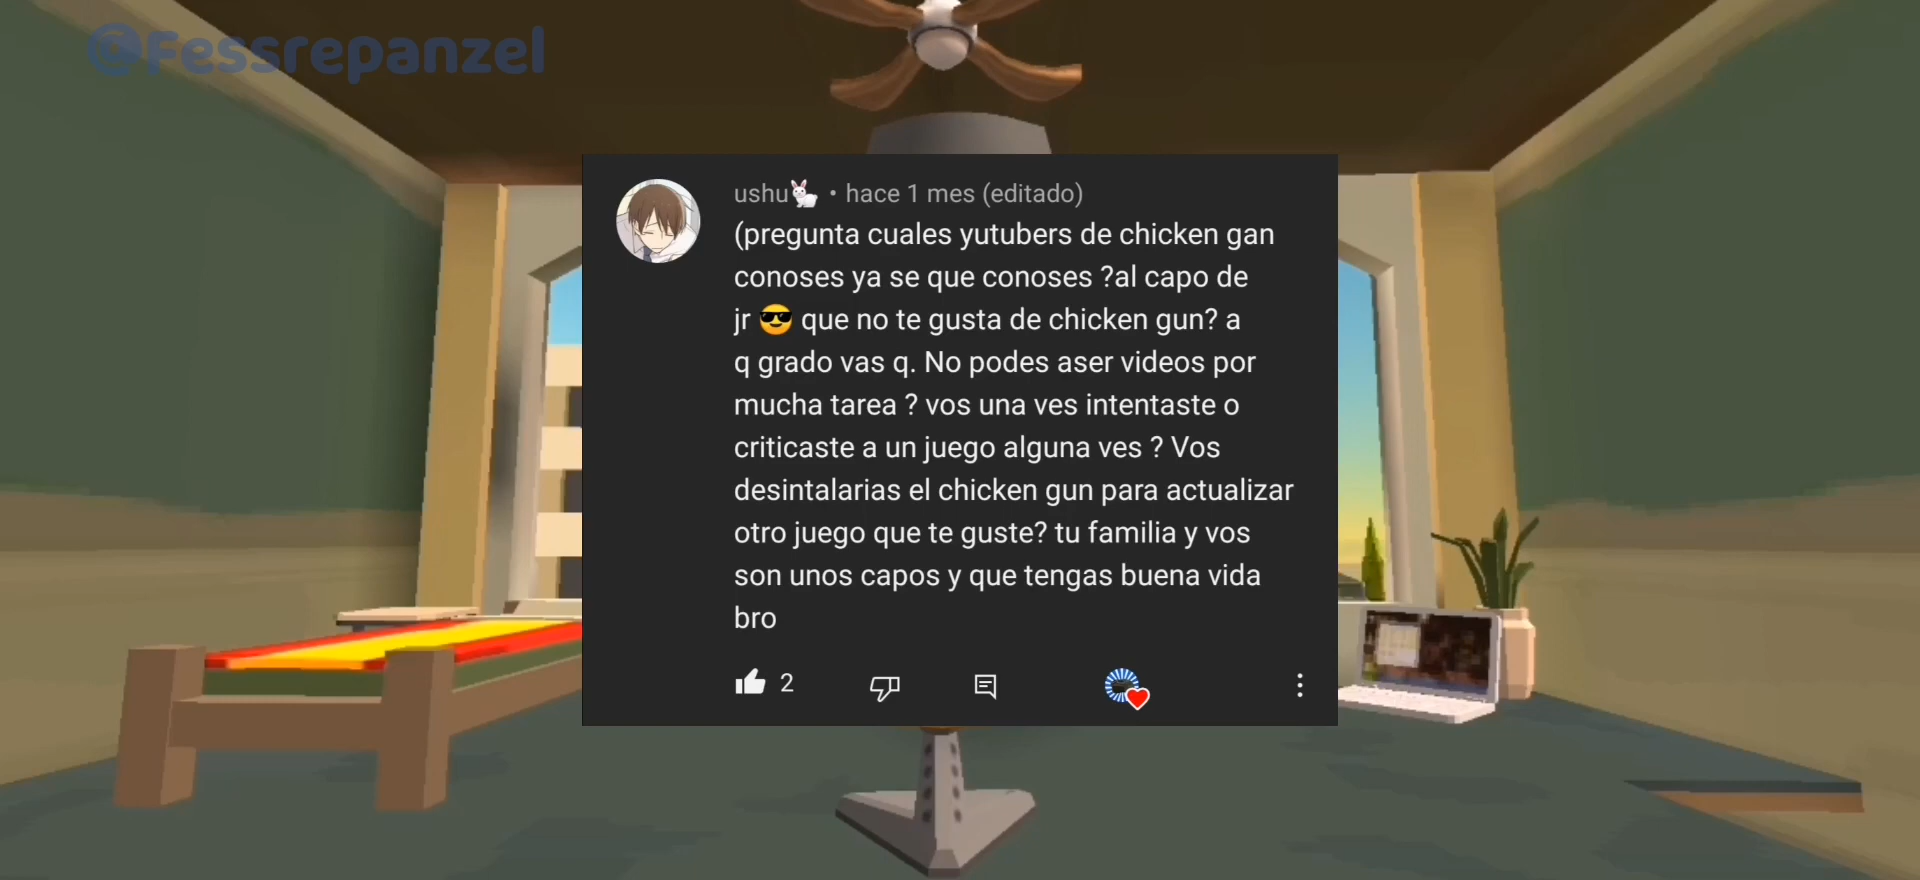 @Fessrepanzel
ushu🐇 • hace 1 mes (editado)
(pregunta cuales yutubers de chicken gan
conoses ya se que conoses ?al capo de
jr 😎 que no te gusta de chicken gun? a
q grado vas q. No podes aser videos por
mucha tarea ? vos una ves intentaste o
criticaste a un juego alguna ves ? Vos
desintalarias el chicken gun para actualizar
otro juego que te guste? tu familia y vos
son unos capos y que tengas buena vida
bro
2